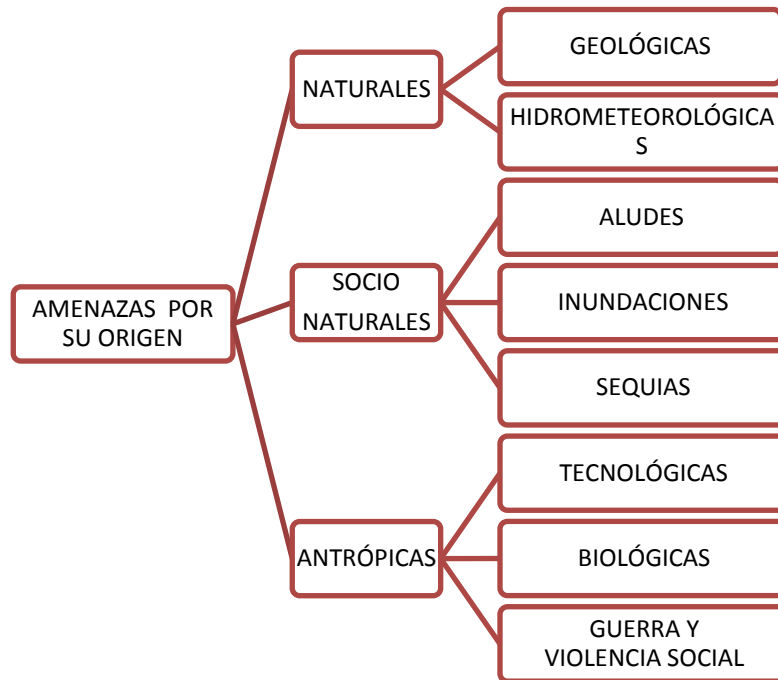 GEOLÓGICAS
NATURALES
HIDROMETEOROLÓGICA
S
ALUDES
SOCIO
NATURALES
INUNDACIONES
AMENAZAS POR
SU ORIGEN
SEQUIAS
TECNOLÓGICAS
ANTRÓPICAS
BIOLÓGICAS
GUERRA Y
VIOLENCIA SOCIAL